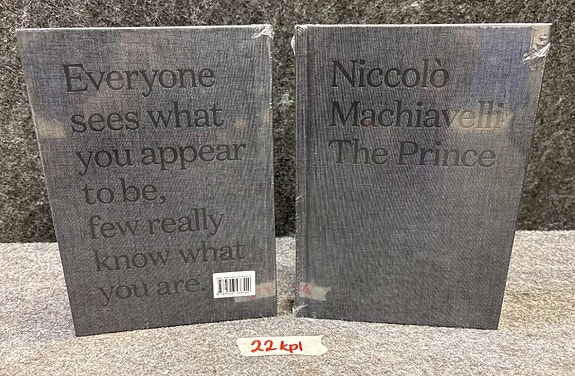 Everyone
sees what
you appear
to be,
few really
know what
you are.
Niccolò
Machiavelli
The Prince
22 kpl